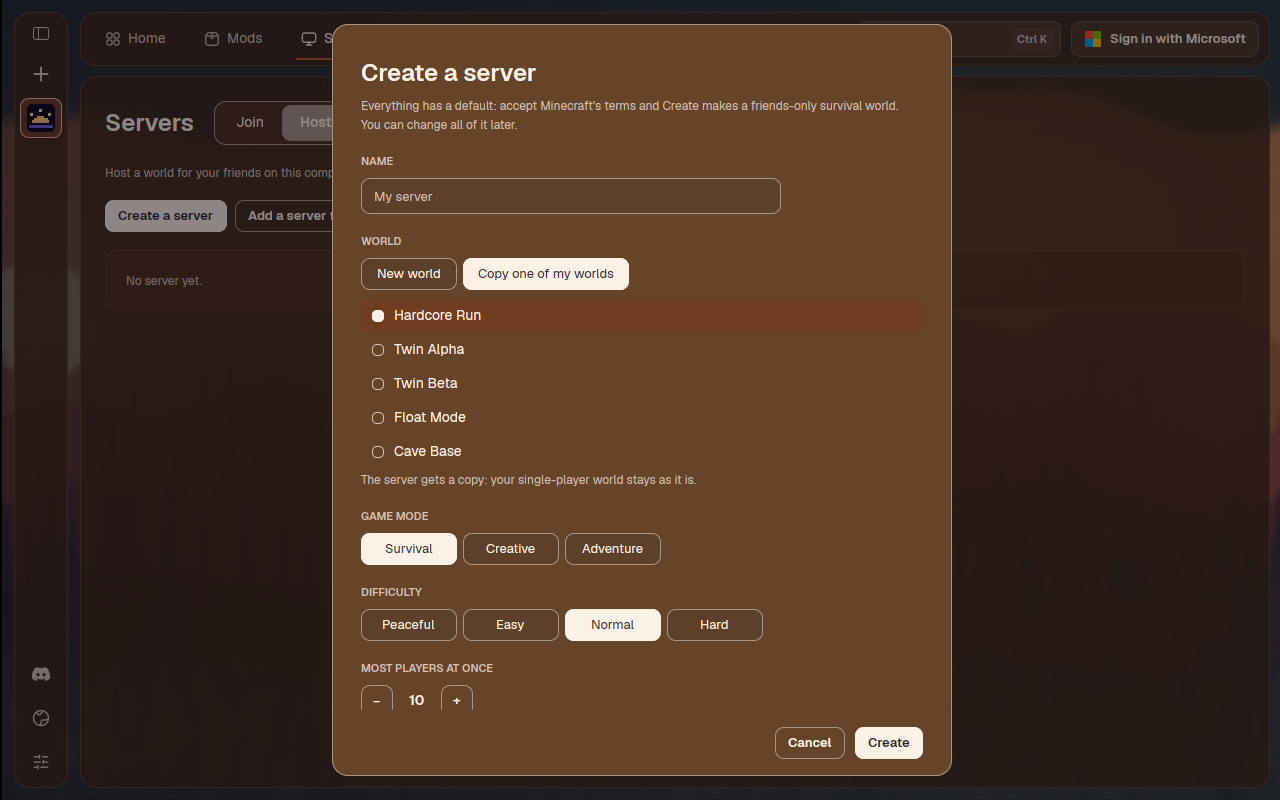 Home
Mods
Ctrl K
Sign in with Microsoft
Servers
Join
Host
Host a world for your friends on this
Create a server
Add a server
No server yet.
Create a server
Everything has a default: accept Minecraft's terms and Create makes a friends-only survival world.
You can change all of it later.
NAME
My server
WORLD
New world
Copy one of my worlds
Hardcore Run
Twin Alpha
Twin Beta
Float Mode
Cave Base
The server gets a copy: your single-player world stays as it is.
GAME MODE
Survival
Creative
Adventure
DIFFICULTY
Peaceful
Easy
Normal
Hard
MOST PLAYERS AT ONCE
– 10 +
Cancel
Create